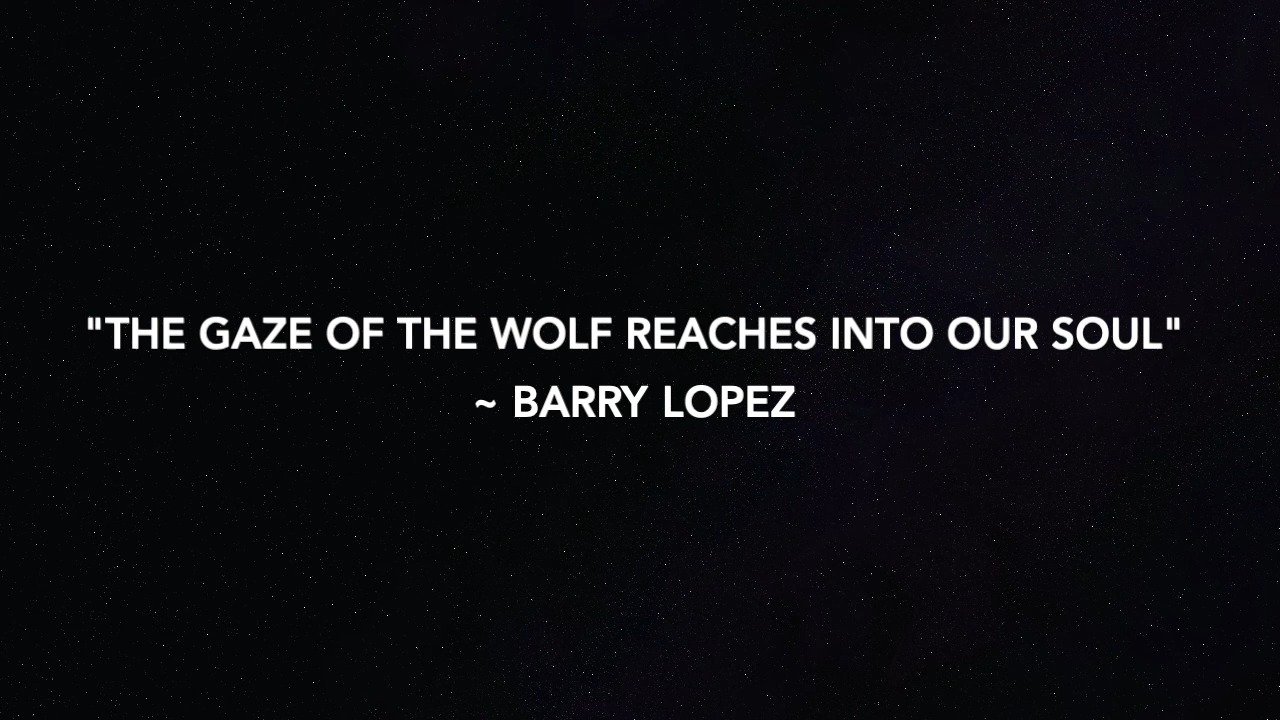 "THE GAZE OF THE WOLF REACHES INTO OUR SOUL"
~ BARRY LOPEZ